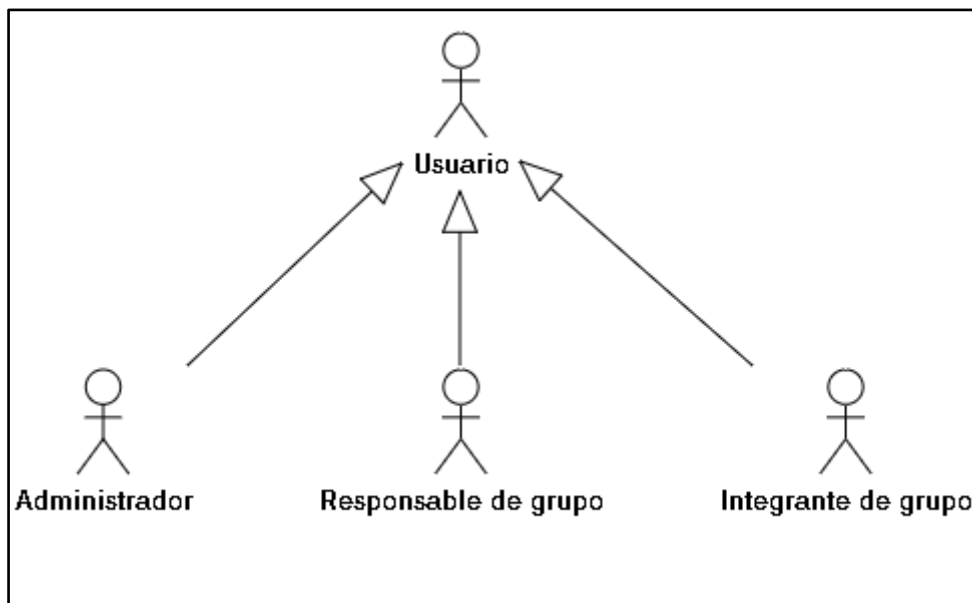 Usuario
Administrador
Responsable de grupo
Integrante de grupo